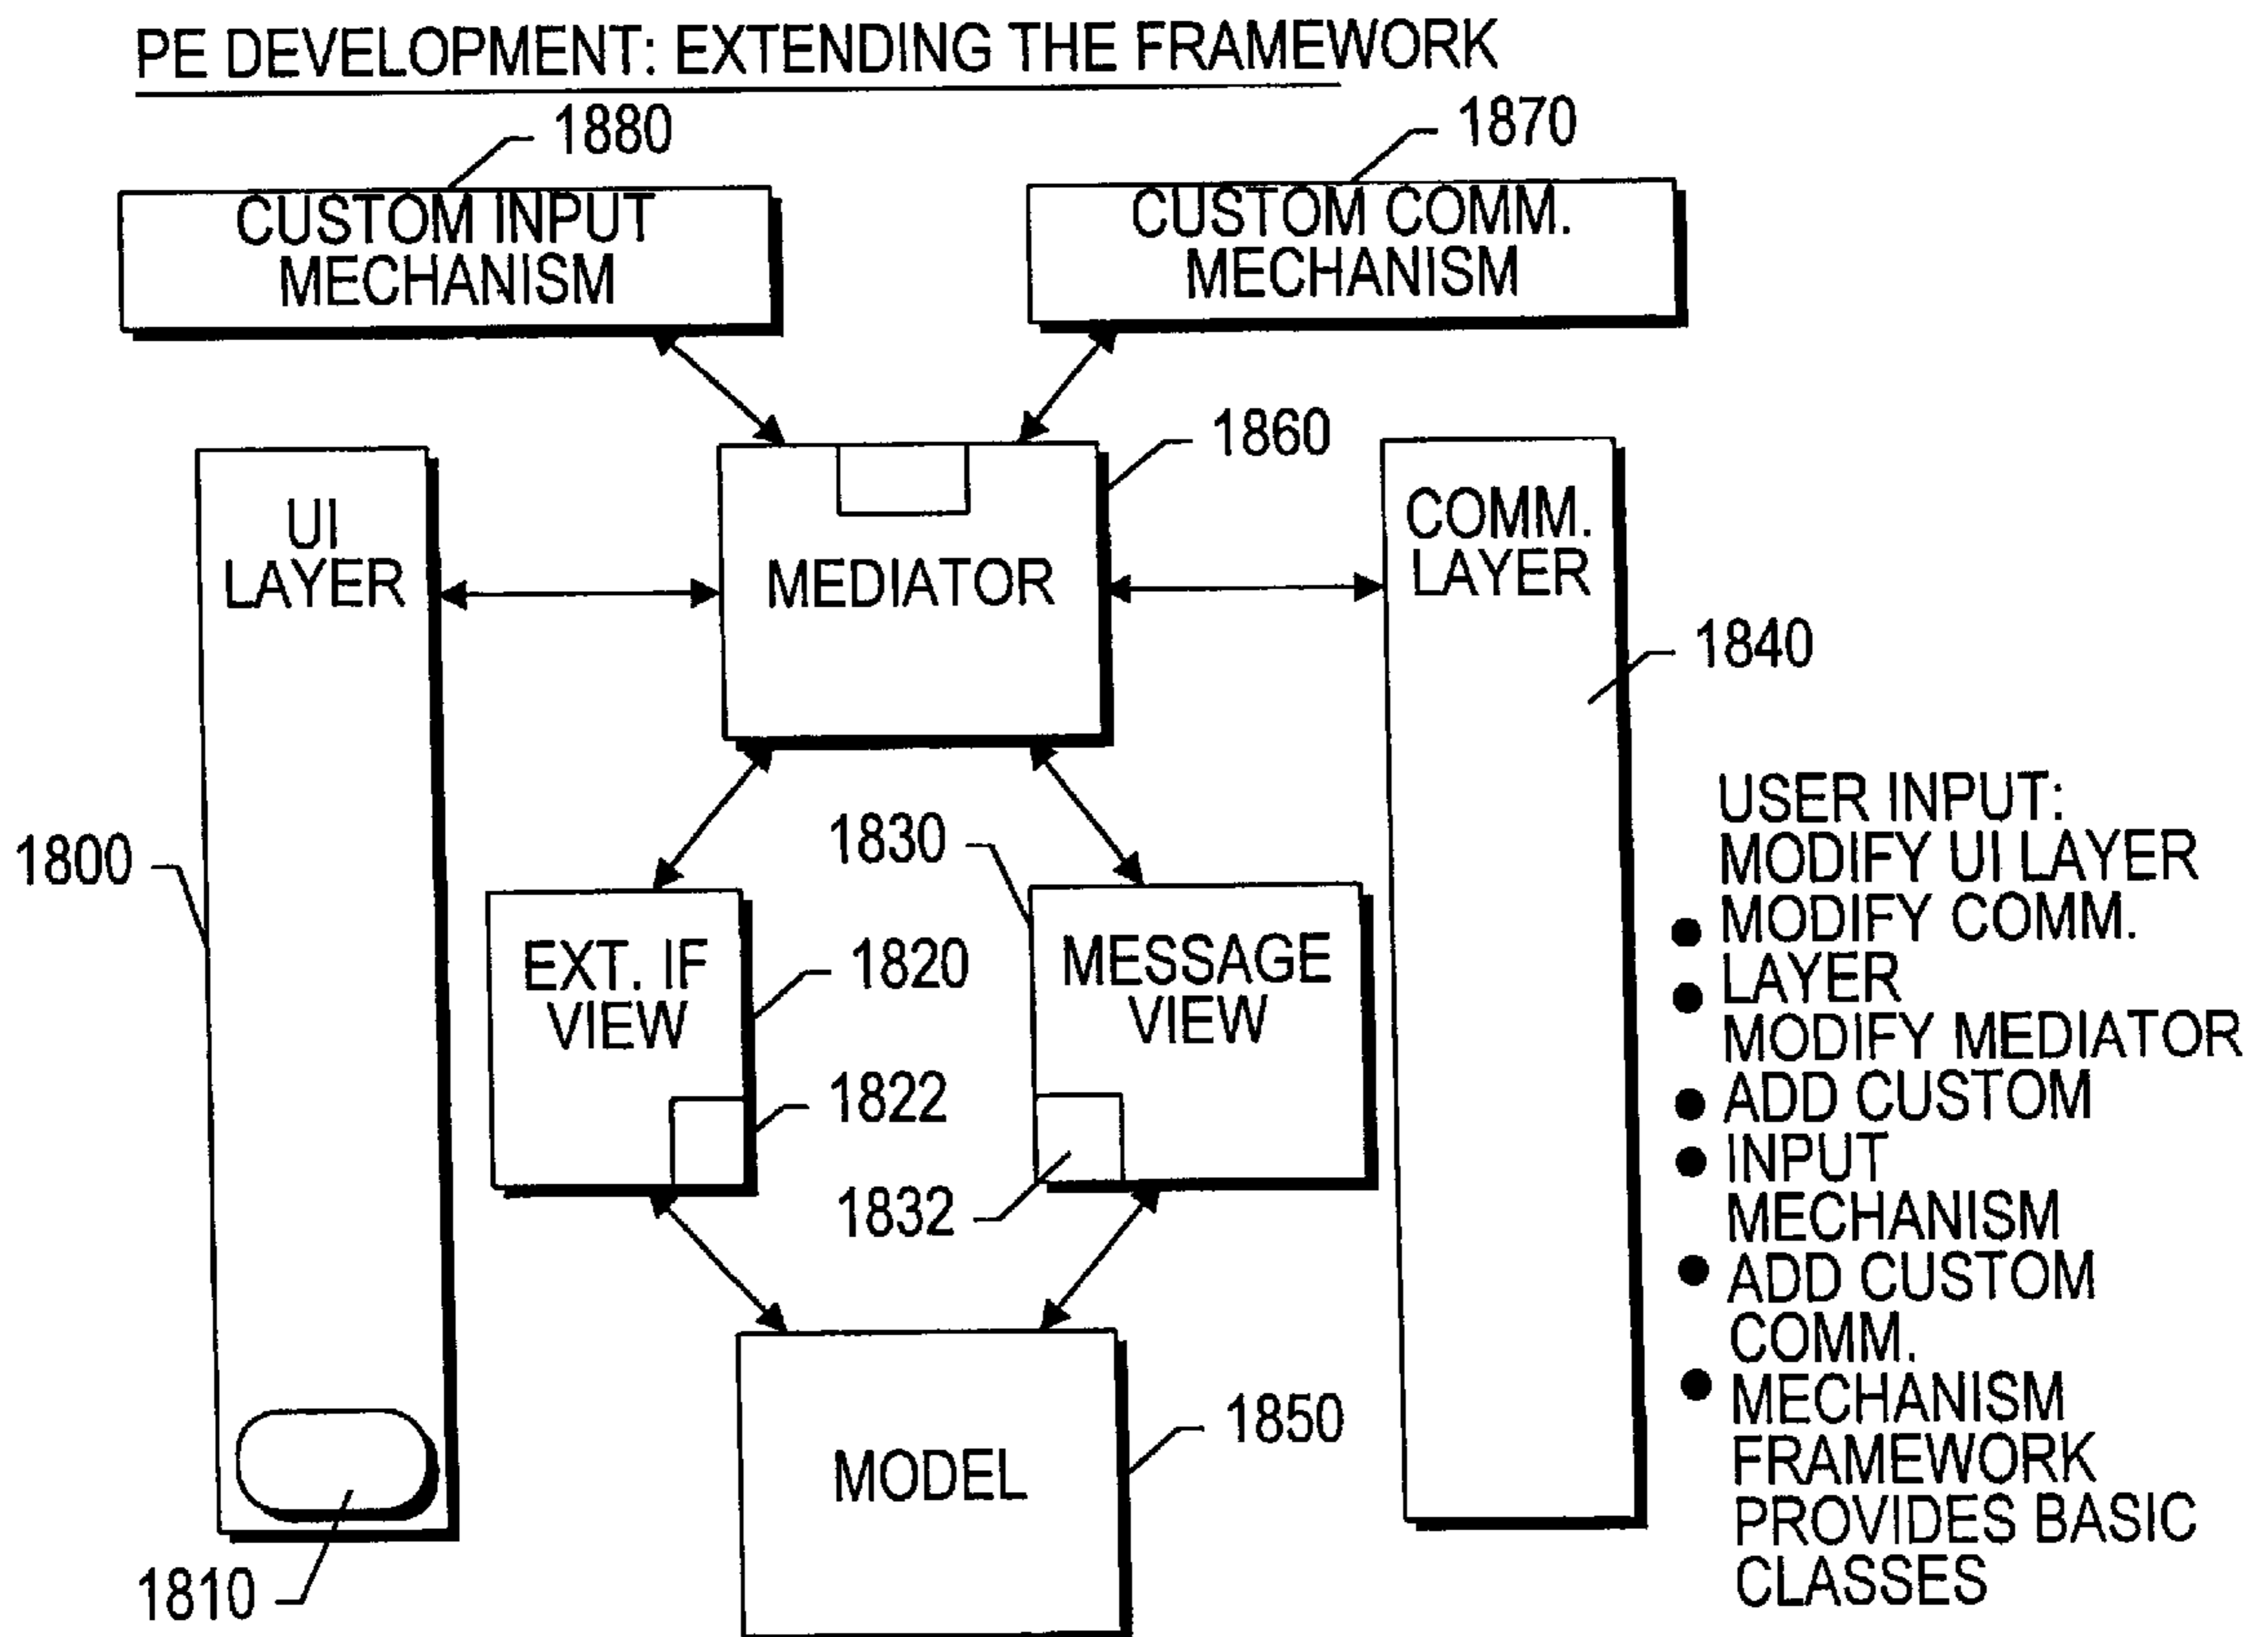 PE DEVELOPMENT: EXTENDING THE FRAMEWORK
1880
1870
CUSTOM INPUT
MECHANISM
CUSTOM COMM.
MECHANISM
1860
UI
LAYER
MEDIATOR
COMM.
LAYER
1840
1800
1830
EXT. IF
VIEW
1820
MESSAGE
VIEW
1822
1832
MODEL
1850
1810
USER INPUT:
MODIFY UI LAYER
● MODIFY COMM.
● LAYER
MODIFY MEDIATOR
● ADD CUSTOM
● INPUT
MECHANISM
● ADD CUSTOM
COMM.
● MECHANISM
FRAMEWORK
PROVIDES BASIC
CLASSES